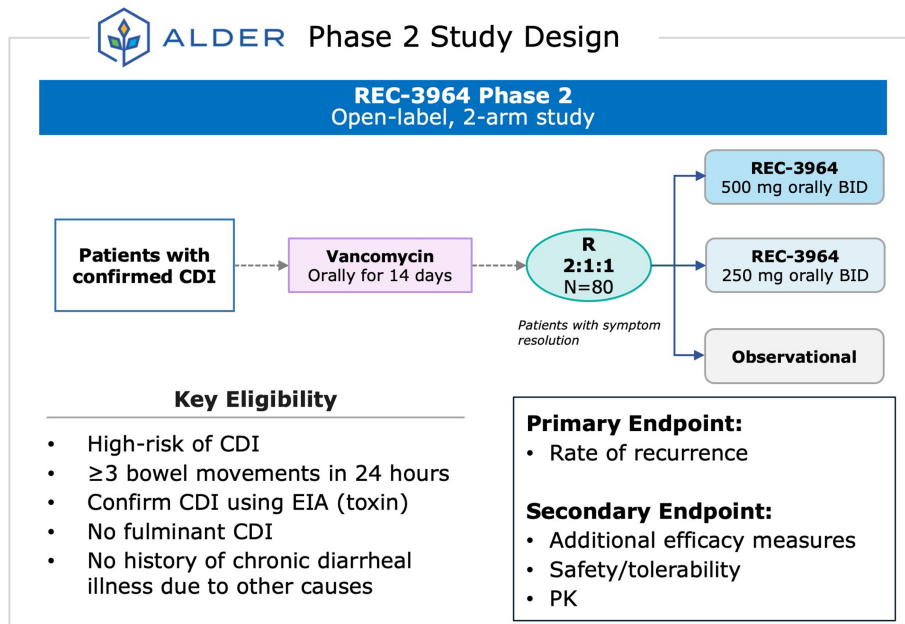 ALDER Phase 2 Study Design
REC-3964 Phase 2
Open-label, 2-arm study
Patients with
confirmed CDI
Vancomycin
Orally for 14 days
R
2:1:1
N=80
Patients with symptom
resolution
REC-3964
500 mg orally BID
REC-3964
250 mg orally BID
Observational
Key Eligibility
• High-risk of CDI
• ≥3 bowel movements in 24 hours
• Confirm CDI using EIA (toxin)
• No fulminant CDI
• No history of chronic diarrheal
illness due to other causes
Primary Endpoint:
• Rate of recurrence
Secondary Endpoint:
• Additional efficacy measures
• Safety/tolerability
• PK